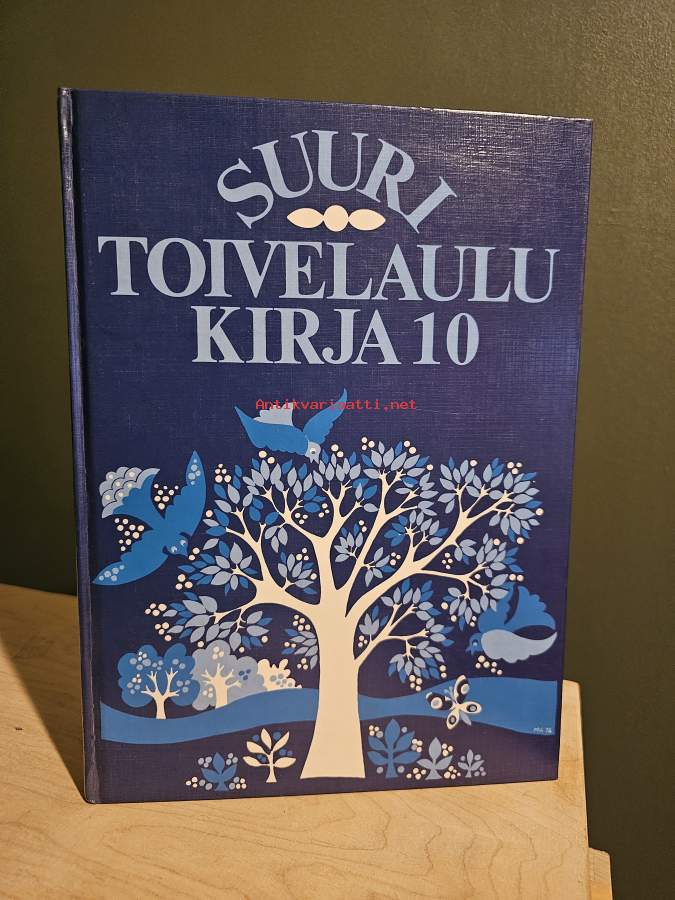 SUURI
TOIVELAULU
KIRJA 10
Antikvariaatti.net